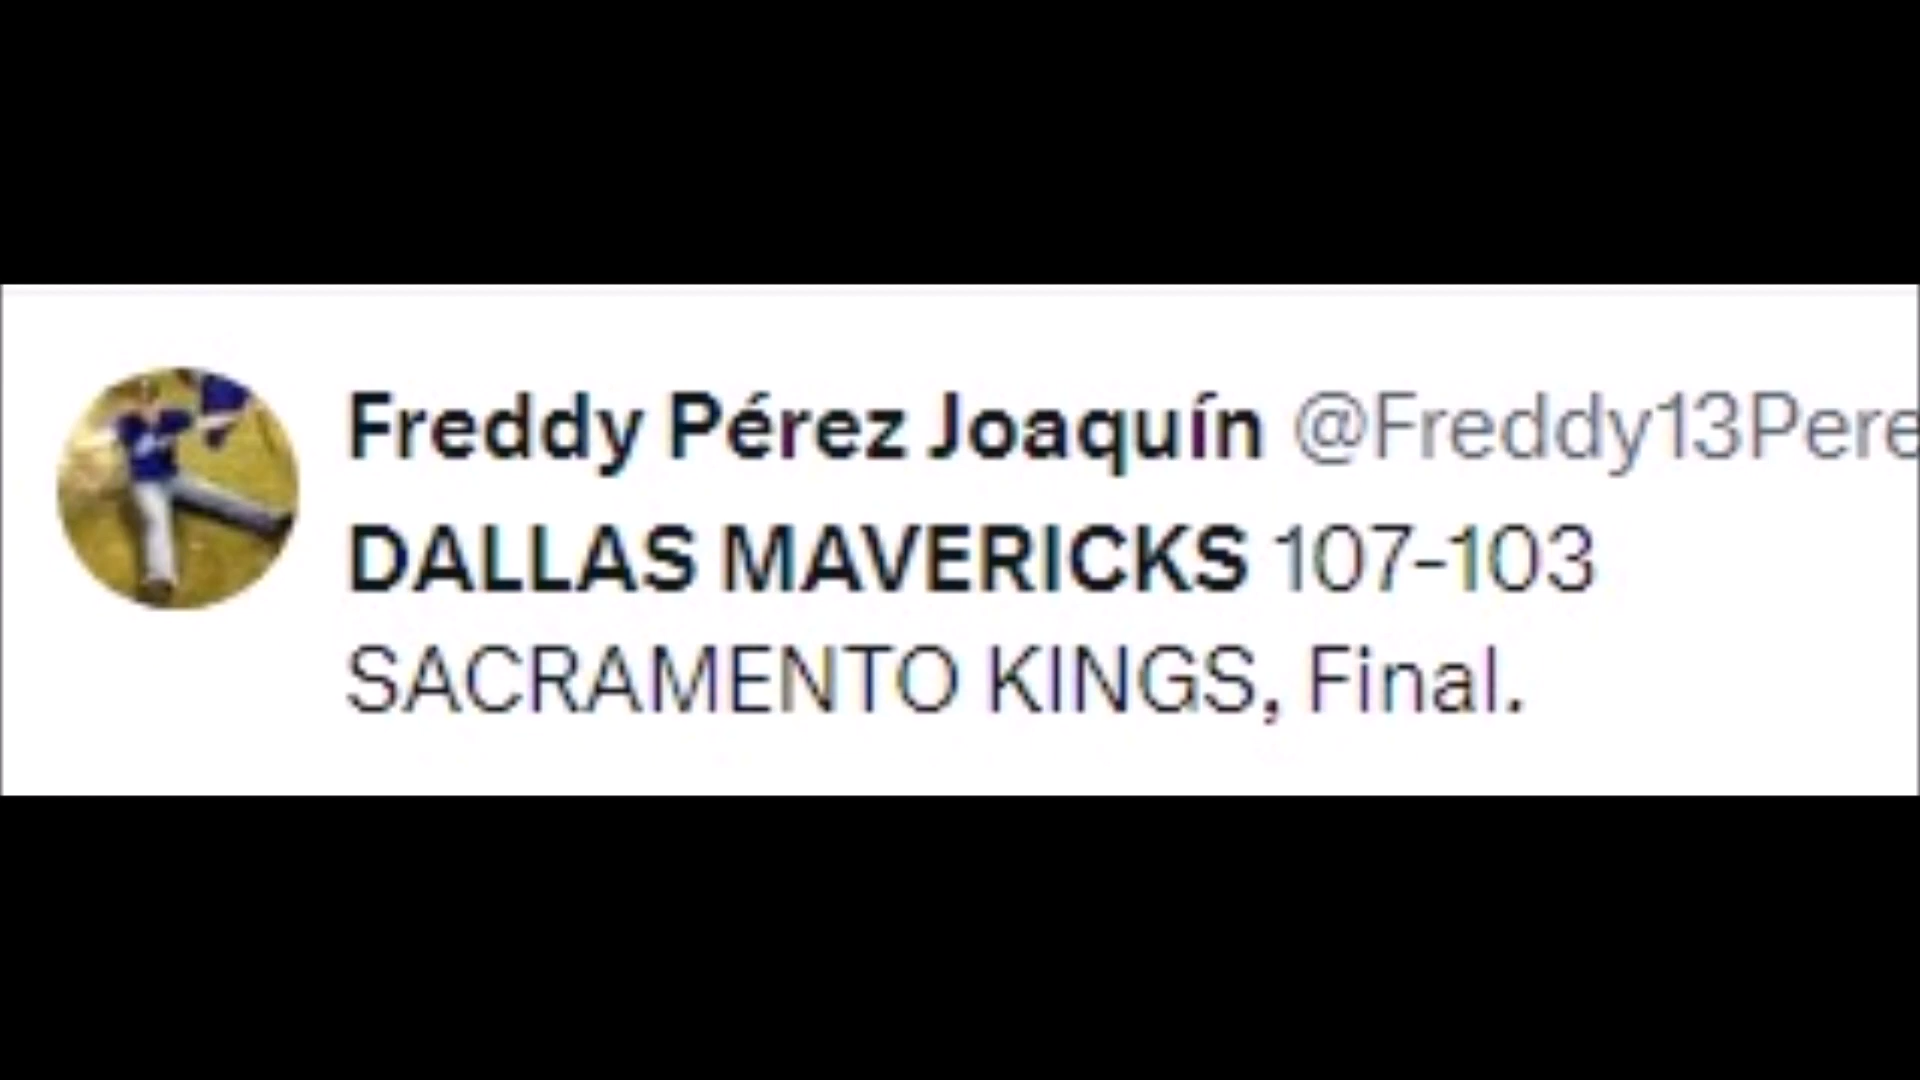 Freddy Pérez Joaquín @Freddy13Pere
DALLAS MAVERICKS 107-103
SACRAMENTO KINGS, Final.